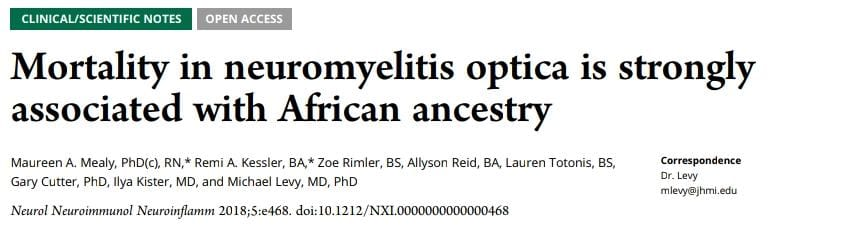 CLINICAL/SCIENTIFIC NOTES OPEN ACCESS
Mortality in neuromyelitis optica is strongly
associated with African ancestry
Maureen A. Mealy, PhD(c), RN,* Remi A. Kessler, BA,* Zoe Rimler, BS, Allyson Reid, BA, Lauren Totonis, BS,
Gary Cutter, PhD, Ilya Kister, MD, and Michael Levy, MD, PhD
Neurol Neuroimmunol Neuroinflamm 2018;5:e468. doi:10.1212/NXI.0000000000000468
Correspondence
Dr. Levy
mlevy@jhmi.edu